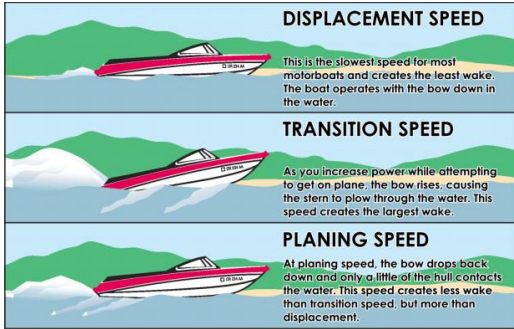 DISPLACEMENT SPEED
This is the slowest speed for most
motorboats and creates the least wake.
The boat operates with the bow down in
the water.
TRANSITION SPEED
As you increase power while attempting
to get on plane, the bow rises, causing
the stern to plow through the water. This
speed creates the largest wake.
PLANING SPEED
At planing speed, the bow drops back
down and only a little of the hull contacts
the water. This speed creates less wake
than transition speed, but more than
displacement.